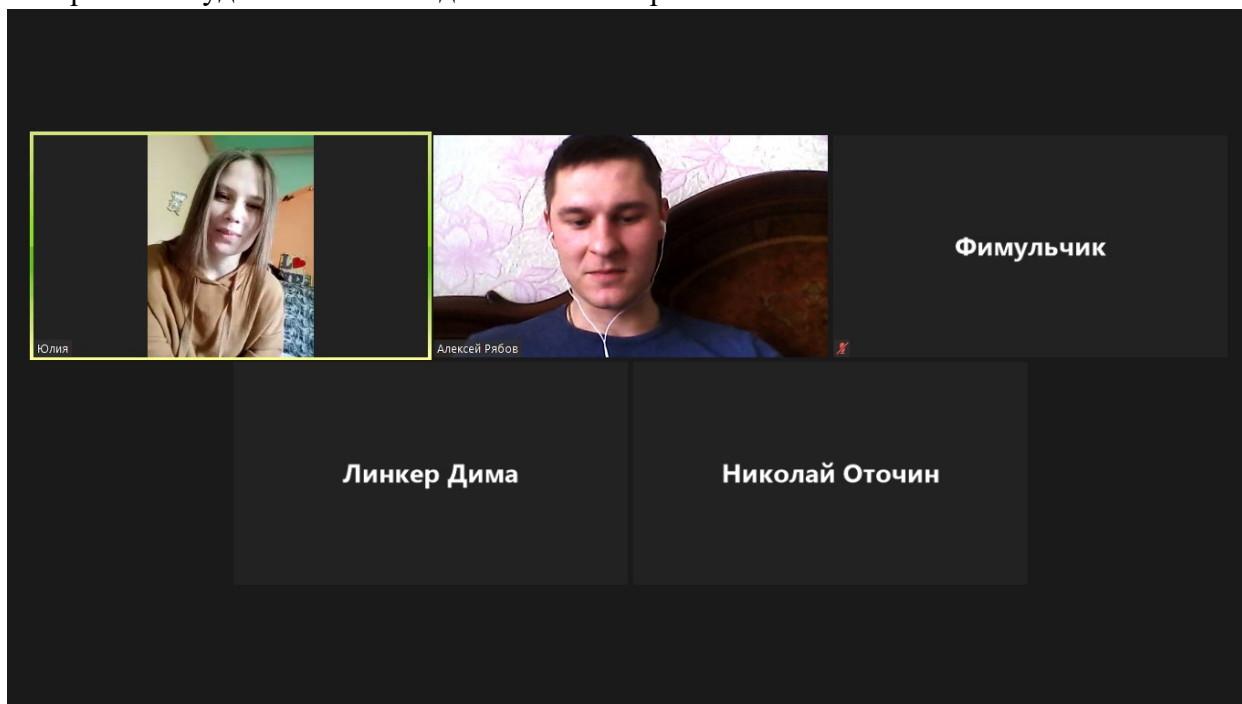 Фимульчик
Юлия
Алексей Рябов
Линкер Дима
Николай Оточин